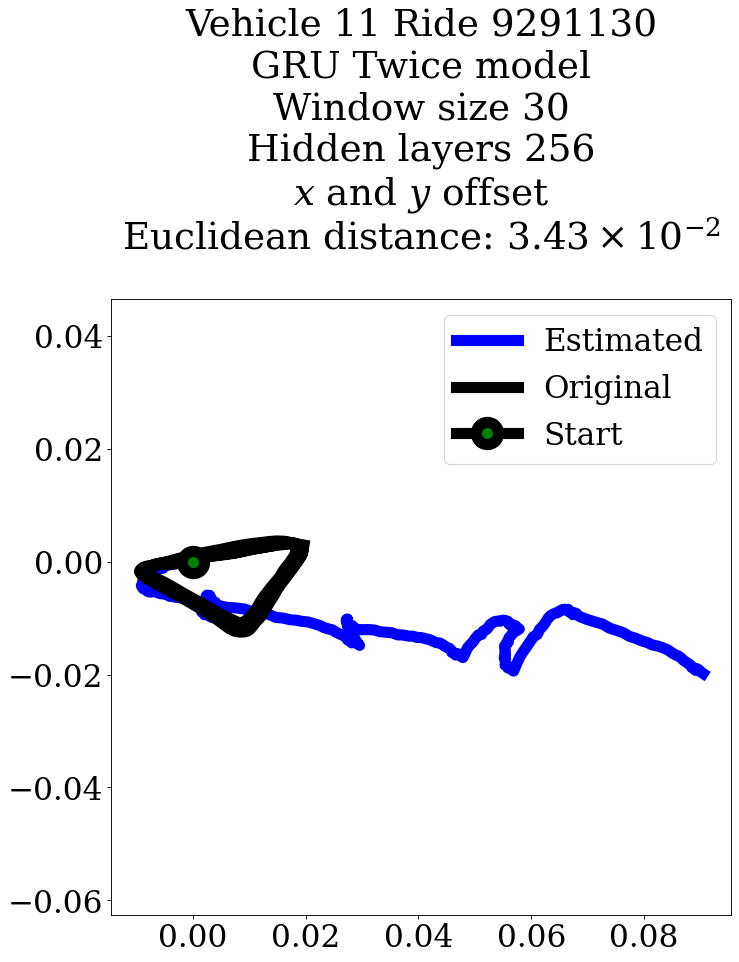 Vehicle 11 Ride 9291130
GRU Twice model
Window size 30
Hidden layers 256
x and y offset
Euclidean distance: 3.43 × 10⁻²
Estimated
Original
Start
0.04
0.02
0.00
−0.02
−0.04
−0.06
0.00 0.02 0.04 0.06 0.08